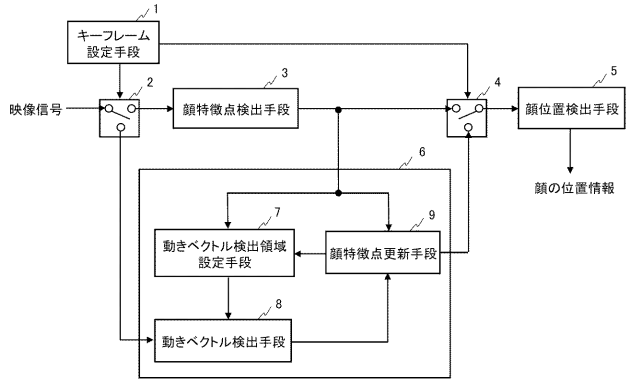 1
キーフレーム
設定手段
2
3
4
5
映像信号
顔特徴点検出手段
顔位置検出手段
6
顔の位置情報
7
9
動きベクトル検出領域
設定手段
顔特徴点更新手段
8
動きベクトル検出手段